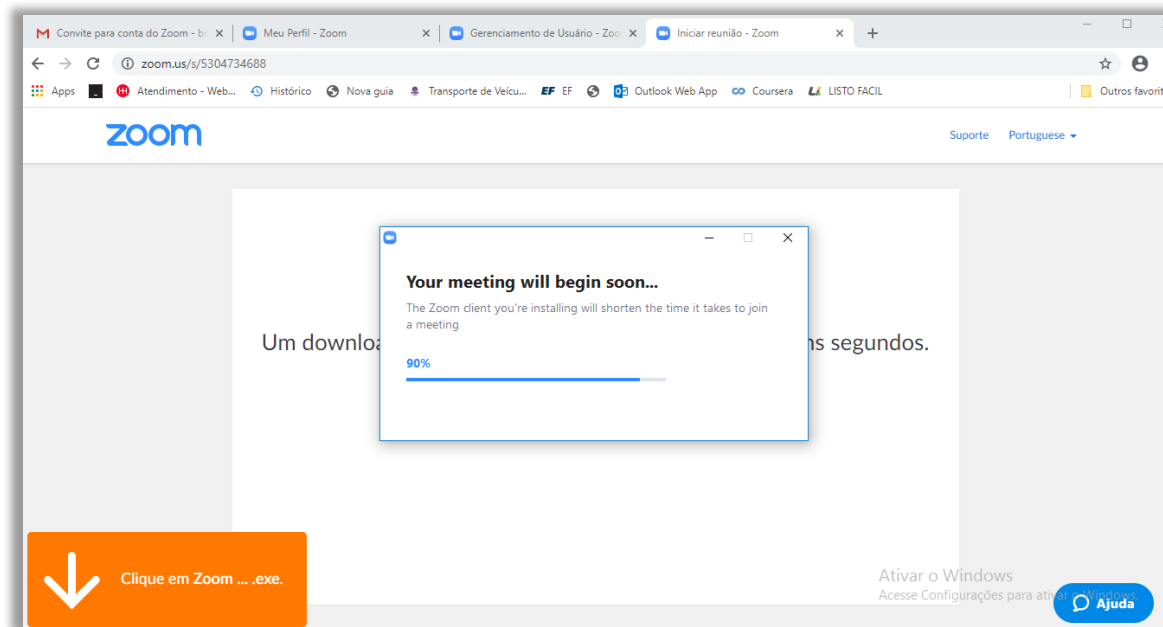 Convite para conta do Zoom - br
Meu Perfil - Zoom
Gerenciamento de Usuário - Zoo
Iniciar reunião - Zoom
zoom.us/s/5304734688
Apps
Atendimento - Web...
Histórico
Nova guia
Transporte de Veícu...
EF EF
Outlook Web App
Coursera
LISTO FACIL
Outros favorit
zoom
Suporte
Portuguese
Your meeting will begin soon...
The Zoom client you're installing will shorten the time it takes to join
a meeting
Um downloa
ns segundos.
90%
Clique em Zoom ... .exe.
Ativar o Windows
Acesse Configurações para ativar o Windows.
Ajuda